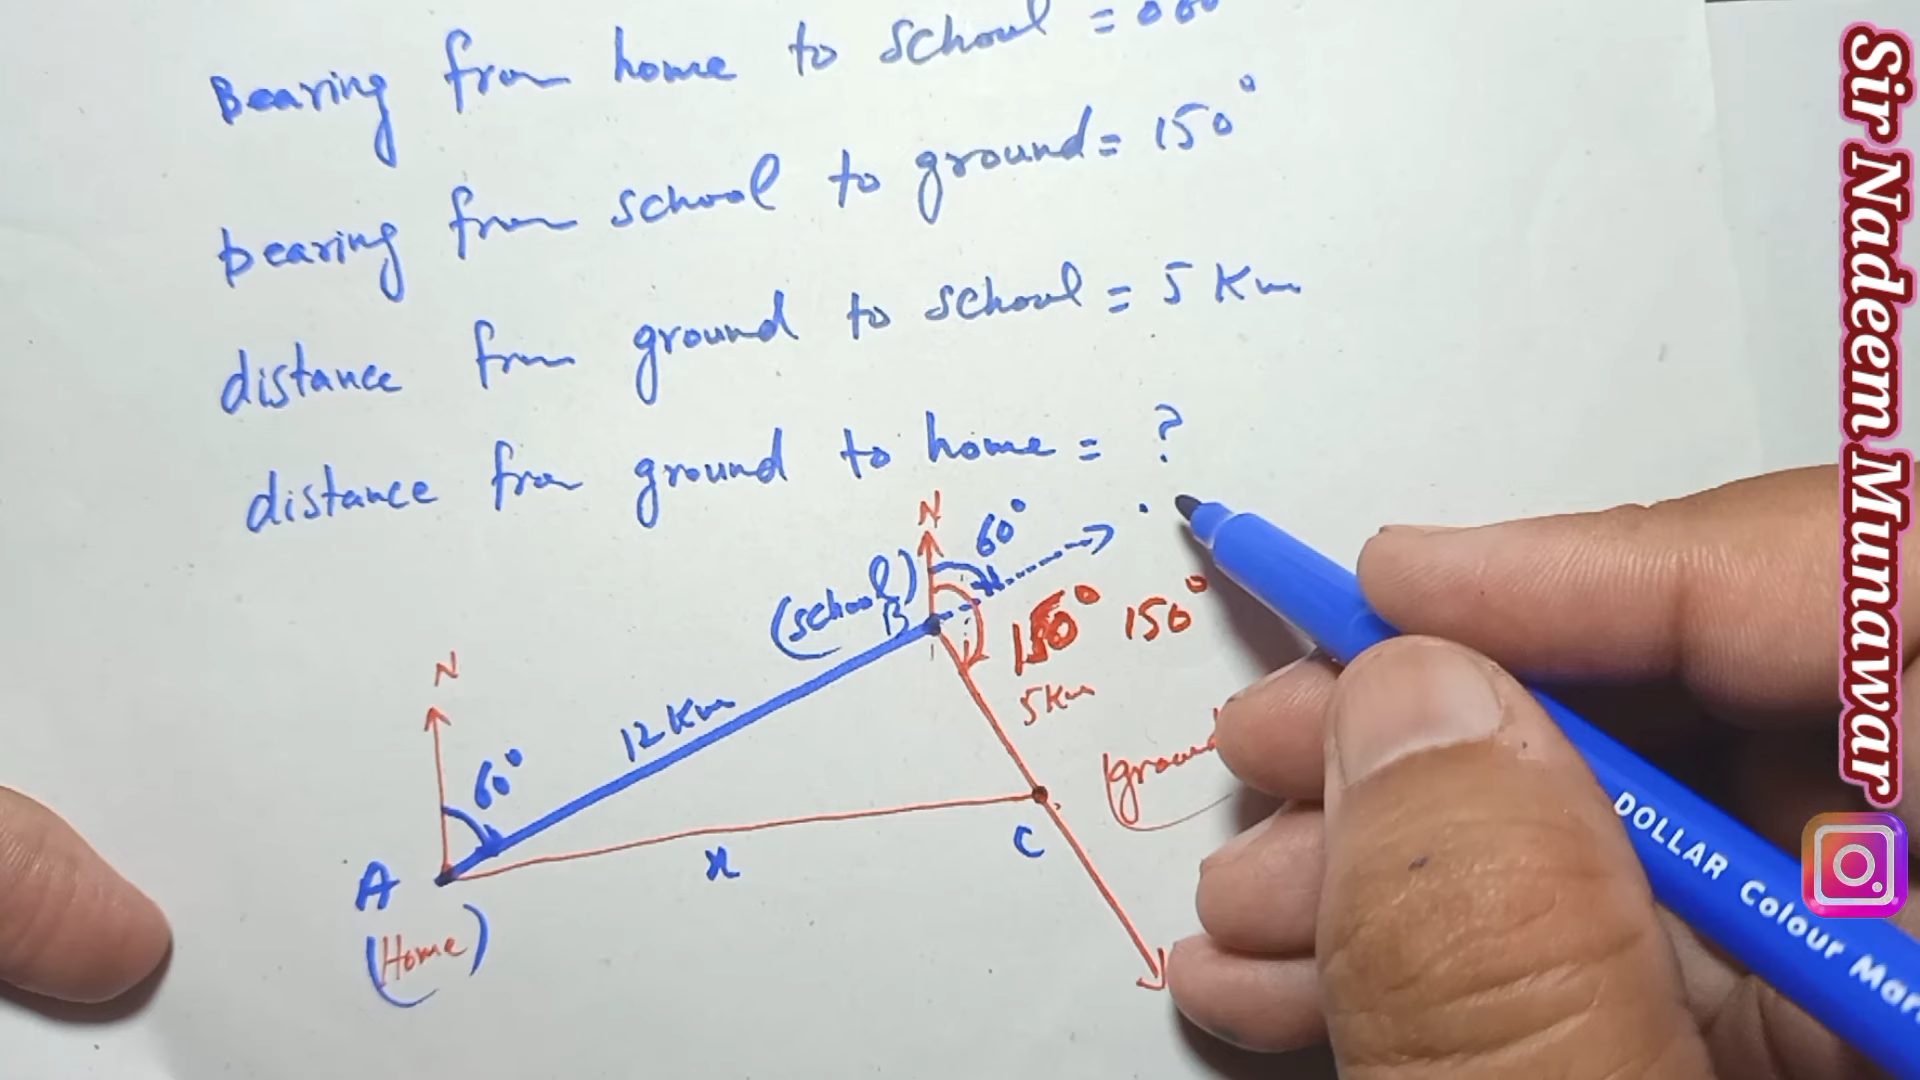 Bearing from home to school = 060
bearing from school to ground = 150°
distance from ground to school = 5 Km
distance from ground to home = ?
N
60°
(school)
B
150° 150°
5Km
N
12 Km
60°
(ground
C
x
A
(Home)
DOLLAR Colour Mar
Sir Nadeem Munawar